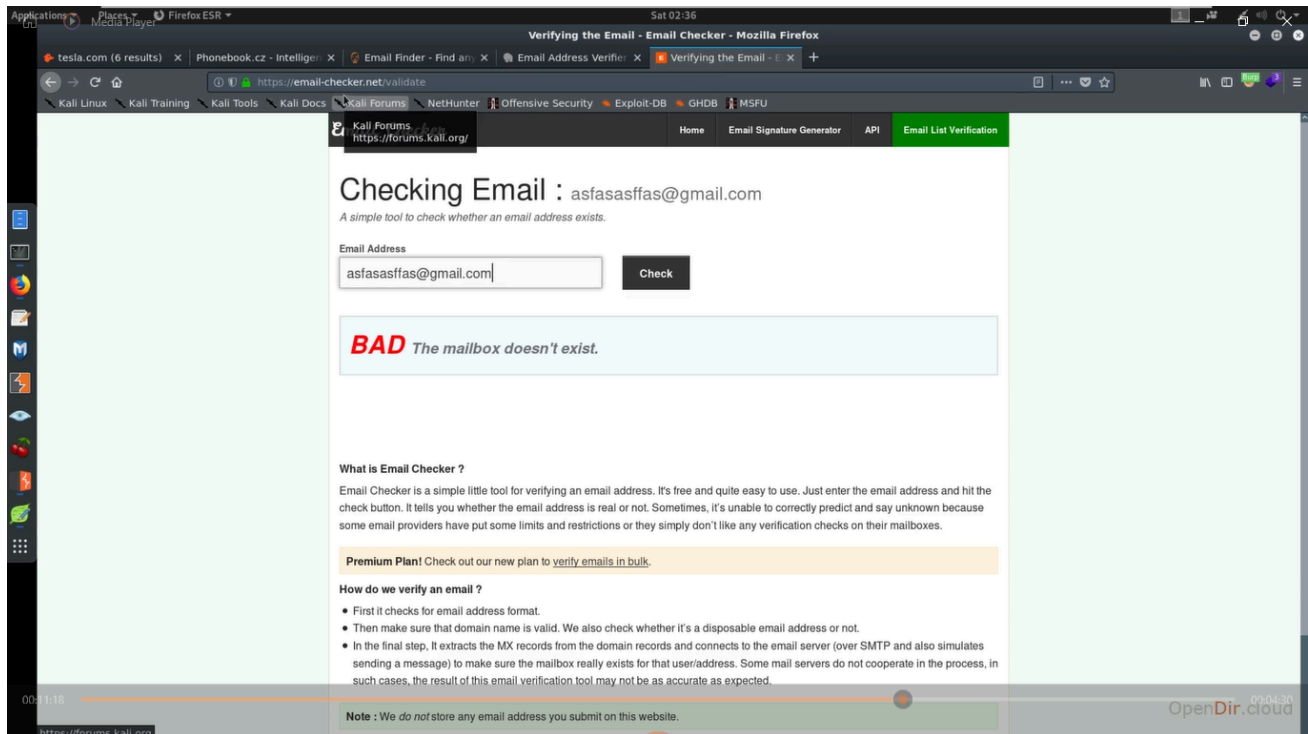 Applications Places Firefox ESR Sat 02:36 1
Media Player
Verifying the Email - Email Checker - Mozilla Firefox
tesla.com (6 results) Phonebook.cz - Intelligen Email Finder - Find any Email Address Verifier Verifying the Email - E
https://email-checker.net/validate
Kali Linux Kali Training Kali Tools Kali Docs Kali Forums NetHunter Offensive Security Exploit-DB GHDB MSFU
Kali Forums
https://forums.kali.org/
Home Email Signature Generator API Email List Verification
Checking Email : asfasasffas@gmail.com
A simple tool to check whether an email address exists.
Email Address
asfasasffas@gmail.com Check
BAD The mailbox doesn't exist.
What is Email Checker ?
Email Checker is a simple little tool for verifying an email address. It's free and quite easy to use. Just enter the email address and hit the
check button. It tells you whether the email address is real or not. Sometimes, it's unable to correctly predict and say unknown because
some email providers have put some limits and restrictions or they simply don't like any verification checks on their mailboxes.
Premium Plan! Check out our new plan to verify emails in bulk.
How do we verify an email ?
• First it checks for email address format.
• Then make sure that domain name is valid. We also check whether it's a disposable email address or not.
• In the final step, It extracts the MX records from the domain records and connects to the email server (over SMTP and also simulates
sending a message) to make sure the mailbox really exists for that user/address. Some mail servers do not cooperate in the process, in
such cases, the result of this email verification tool may not be as accurate as expected.
00:11:18 00:04:30
OpenDir.cloud
Note : We do not store any email address you submit on this website.
https://forums.kali.org